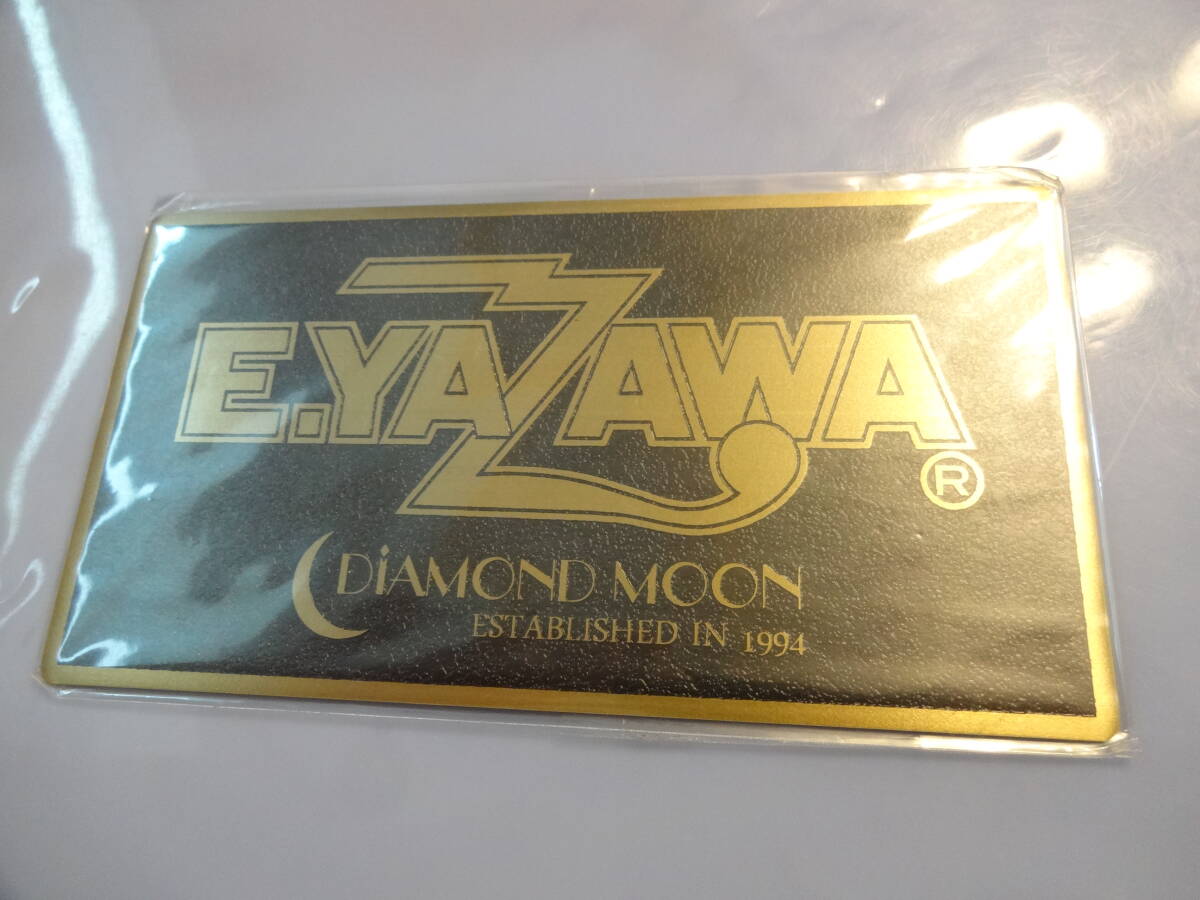 E.YAZAWA
®
DiAMOND MOON
ESTABLISHED IN 1994